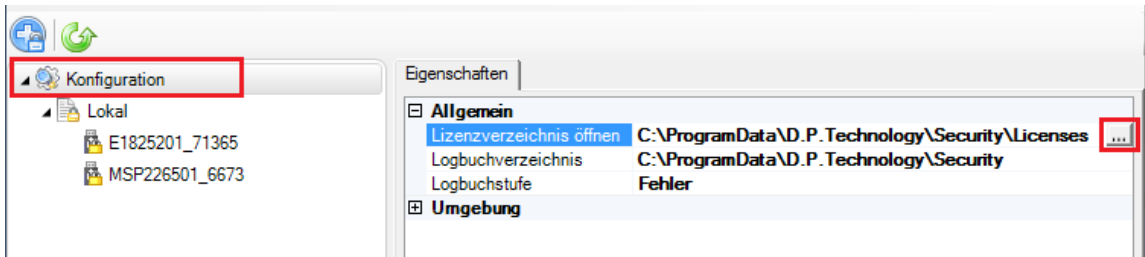 Konfiguration
Lokal
E1825201_71365
MSP226501_6673
Eigenschaften
Allgemein
Lizenzverzeichnis öffnen C:\ProgramData\D.P.Technology\Security\Licenses ...
Logbuchverzeichnis C:\ProgramData\D.P.Technology\Security
Logbuchstufe Fehler
Umgebung